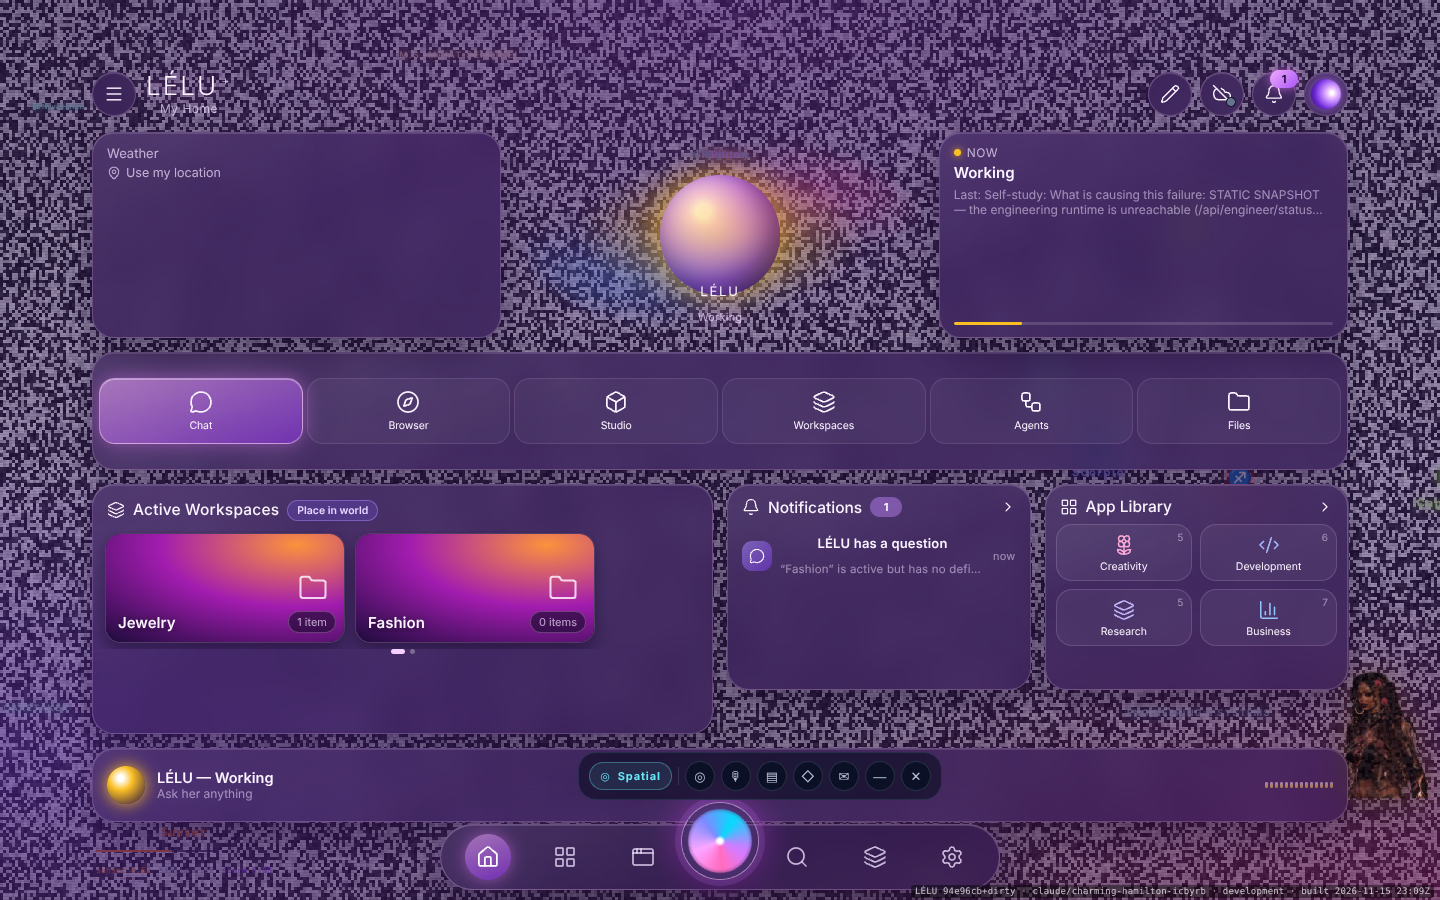 LÉLU
My Home
1
Weather
Use my location
LÉLU
Working
NOW
Working
Last: Self-study: What is causing this failure: STATIC SNAPSHOT
— the engineering runtime is unreachable (/api/engineer/status...
Chat
Browser
Studio
Workspaces
Agents
Files
Active Workspaces
Place in world
Jewelry
1 item
Fashion
0 items
Notifications
1
LÉLU has a question
now
“Fashion” is active but has no defi...
App Library
5
Creativity
6
Development
5
Research
7
Business
LÉLU — Working
Ask her anything
Spatial
LÉLU 94e96cb+dirty · claude/charming-hamilton-icbyrb · development · built 2026-11-15 23:09Z